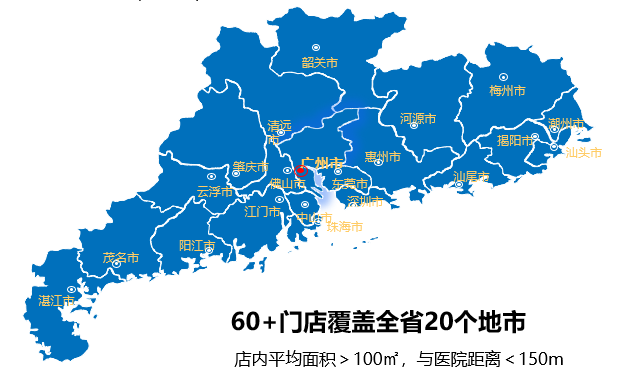 韶关市
梅州市
清远
市
河源市
潮州市
揭阳市
汕头市
广州市
惠州市
肇庆市
佛山市
东莞市
汕尾市
云浮市
江门市
中山市
深圳市
珠海市
阳江市
茂名市
湛江市
60+门店覆盖全省20个地市
店内平均面积＞100㎡，与医院距离＜150m